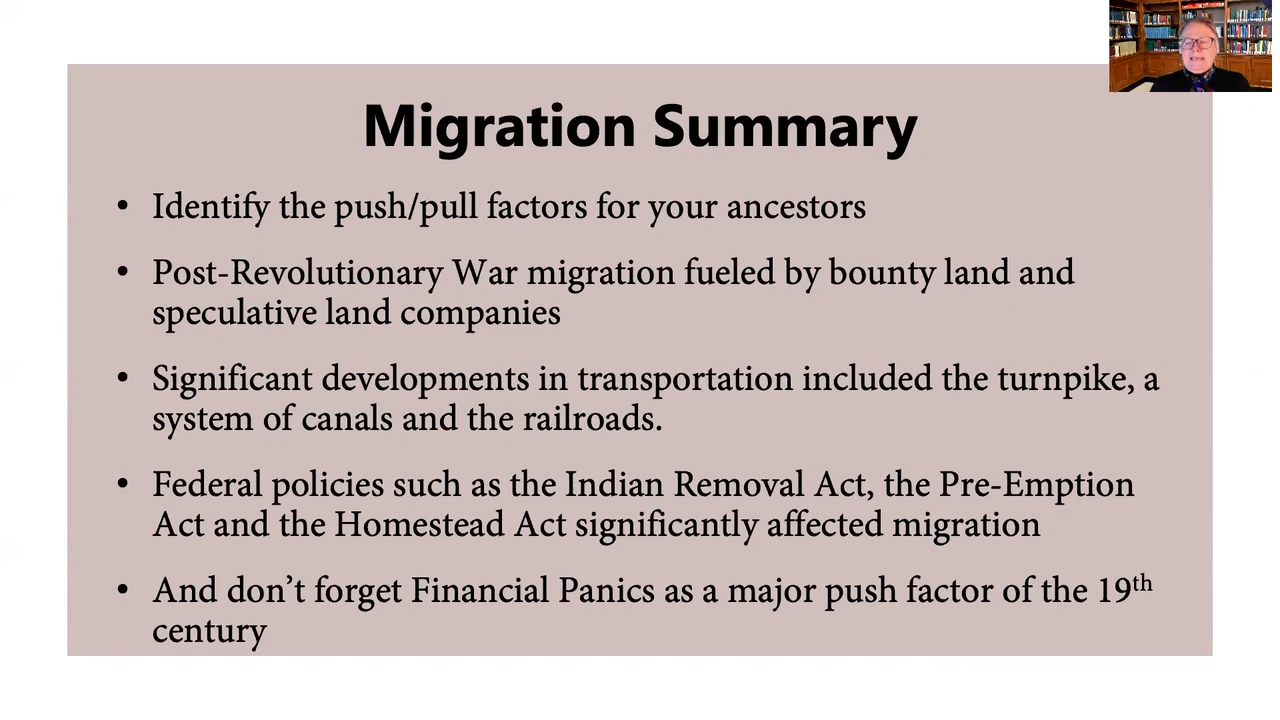 Migration Summary
• Identify the push/pull factors for your ancestors
• Post-Revolutionary War migration fueled by bounty land and
speculative land companies
• Significant developments in transportation included the turnpike, a
system of canals and the railroads.
• Federal policies such as the Indian Removal Act, the Pre-Emption
Act and the Homestead Act significantly affected migration
• And don’t forget Financial Panics as a major push factor of the 19th
century